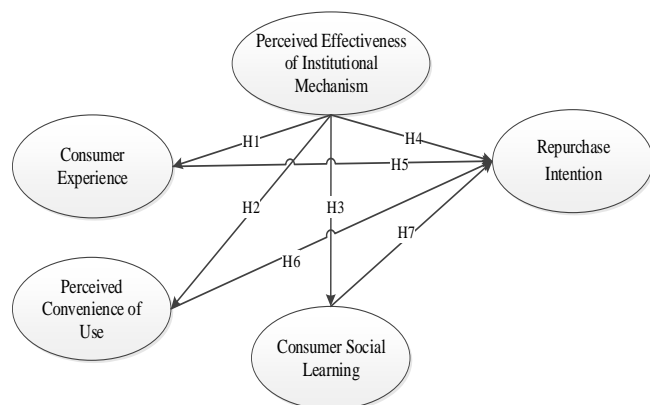 Perceived Effectiveness
of Institutional
Mechanism
H1
H4
Consumer
Experience
Repurchase
Intention
H5
H2
H3
H7
H6
Perceived
Convenience of
Use
Consumer Social
Learning